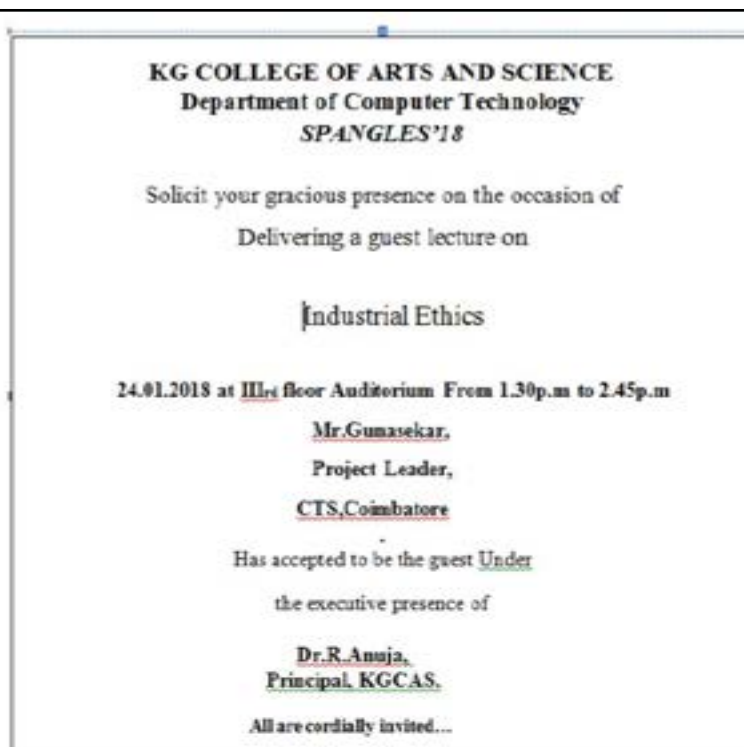 KG COLLEGE OF ARTS AND SCIENCE
Department of Computer Technology
SPANGLES'18
Solicit your gracious presence on the occasion of
Delivering a guest lecture on
Industrial Ethics
24.01.2018 at IIIrd floor Auditorium From 1.30p.m to 2.45p.m
Mr.Gunasekar,
Project Leader,
CTS,Coimbatore
Has accepted to be the guest Under
the executive presence of
Dr.R.Anuja,
Principal, KGCAS.
All are cordially invited...